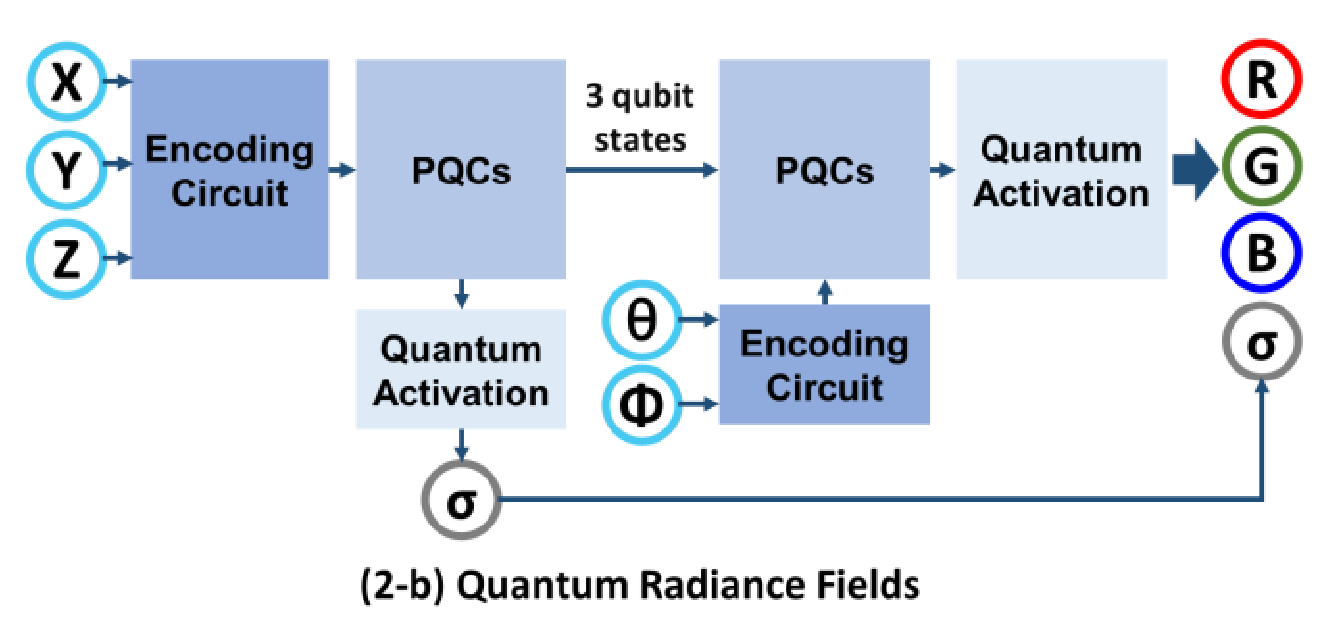 X
Y
Z
Encoding
Circuit
PQCs
3 qubit
states
PQCs
Quantum
Activation
R
G
B
σ
Quantum
Activation
θ
Φ
Encoding
Circuit
σ
(2-b) Quantum Radiance Fields